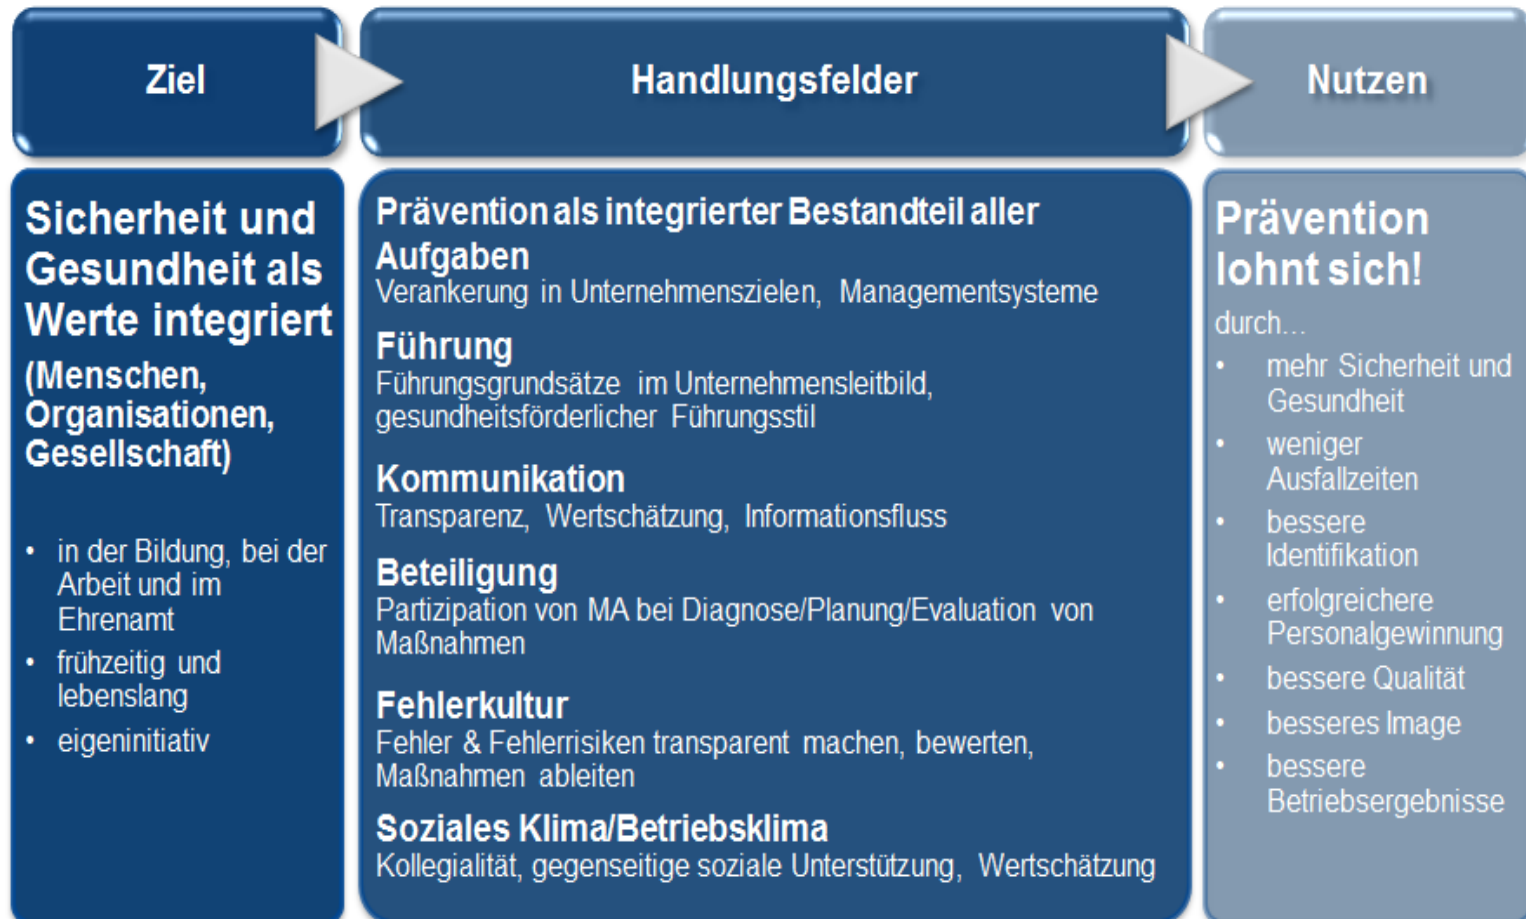 Ziel
Handlungsfelder
Nutzen
Sicherheit und
Gesundheit als
Werte integriert
(Menschen,
Organisationen,
Gesellschaft)
• in der Bildung, bei der
Arbeit und im
Ehrenamt
• frühzeitig und
lebenslang
• eigeninitiativ
Prävention als integrierter Bestandteil aller
Aufgaben
Verankerung in Unternehmenszielen, Managementsysteme
Führung
Führungsgrundsätze im Unternehmensleitbild,
gesundheitsförderlicher Führungsstil
Kommunikation
Transparenz, Wertschätzung, Informationsfluss
Beteiligung
Partizipation von MA bei Diagnose/Planung/Evaluation von
Maßnahmen
Fehlerkultur
Fehler & Fehlerrisiken transparent machen, bewerten,
Maßnahmen ableiten
Soziales Klima/Betriebsklima
Kollegialität, gegenseitige soziale Unterstützung, Wertschätzung
Prävention
lohnt sich!
durch...
• mehr Sicherheit und
Gesundheit
• weniger
Ausfallzeiten
• bessere
Identifikation
• erfolgreichere
Personalgewinnung
• bessere Qualität
• besseres Image
• bessere
Betriebsergebnisse